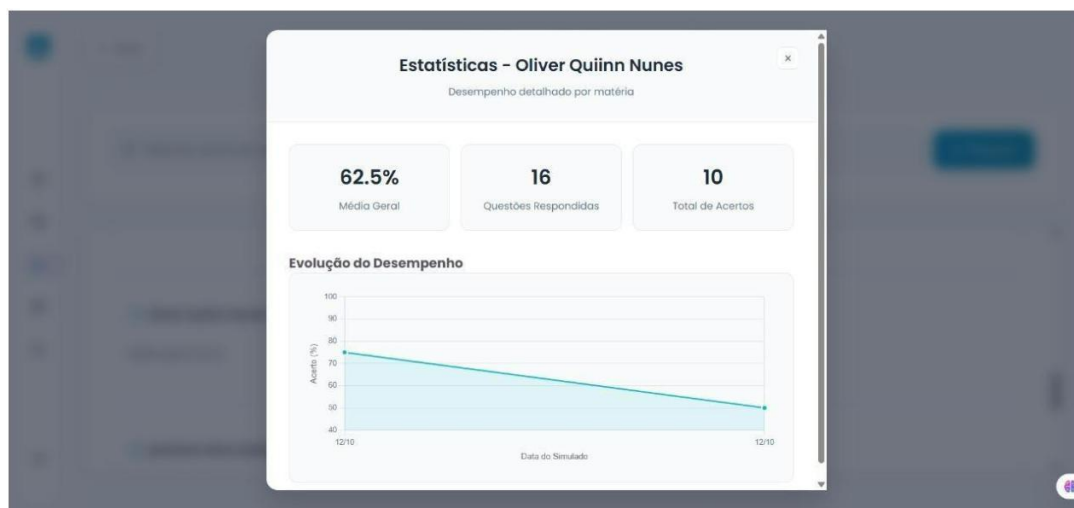 Estatísticas - Oliver Quiinn Nunes
×
Desempenho detalhado por matéria
62.5%
16
10
Média Geral
Questões Respondidas
Total de Acertos
Evolução do Desempenho
100
90
80
70
60
50
40
Acerto (%)
12/10
12/10
Data do Simulado